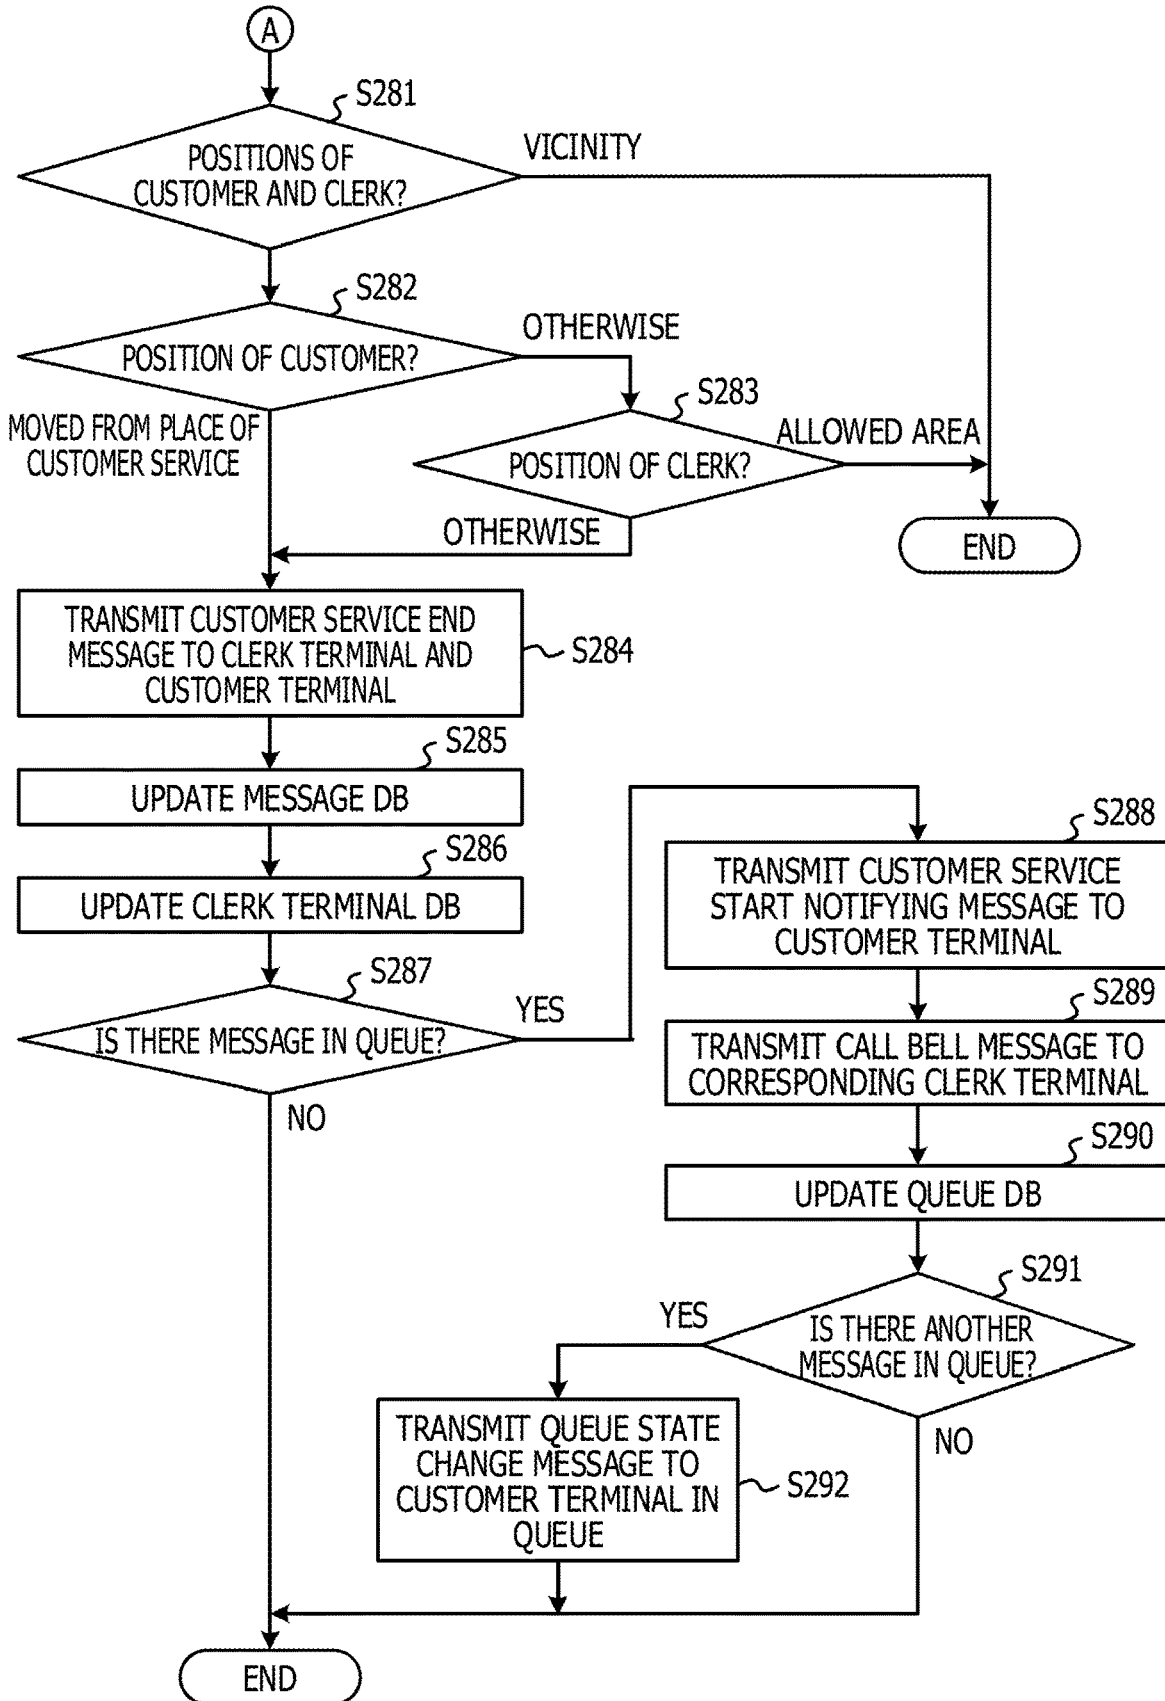 A
S281
POSITIONS OF
CUSTOMER AND CLERK?
VICINITY
S282
POSITION OF CUSTOMER?
OTHERWISE
MOVED FROM PLACE OF
CUSTOMER SERVICE
S283
POSITION OF CLERK?
ALLOWED AREA
OTHERWISE
END
TRANSMIT CUSTOMER SERVICE END
MESSAGE TO CLERK TERMINAL AND
CUSTOMER TERMINAL
S284
S285
UPDATE MESSAGE DB
S286
UPDATE CLERK TERMINAL DB
S287
IS THERE MESSAGE IN QUEUE?
YES
NO
S288
TRANSMIT CUSTOMER SERVICE
START NOTIFYING MESSAGE TO
CUSTOMER TERMINAL
S289
TRANSMIT CALL BELL MESSAGE TO
CORRESPONDING CLERK TERMINAL
S290
UPDATE QUEUE DB
S291
IS THERE ANOTHER
MESSAGE IN QUEUE?
YES
NO
TRANSMIT QUEUE STATE
CHANGE MESSAGE TO
CUSTOMER TERMINAL IN
QUEUE
S292
END